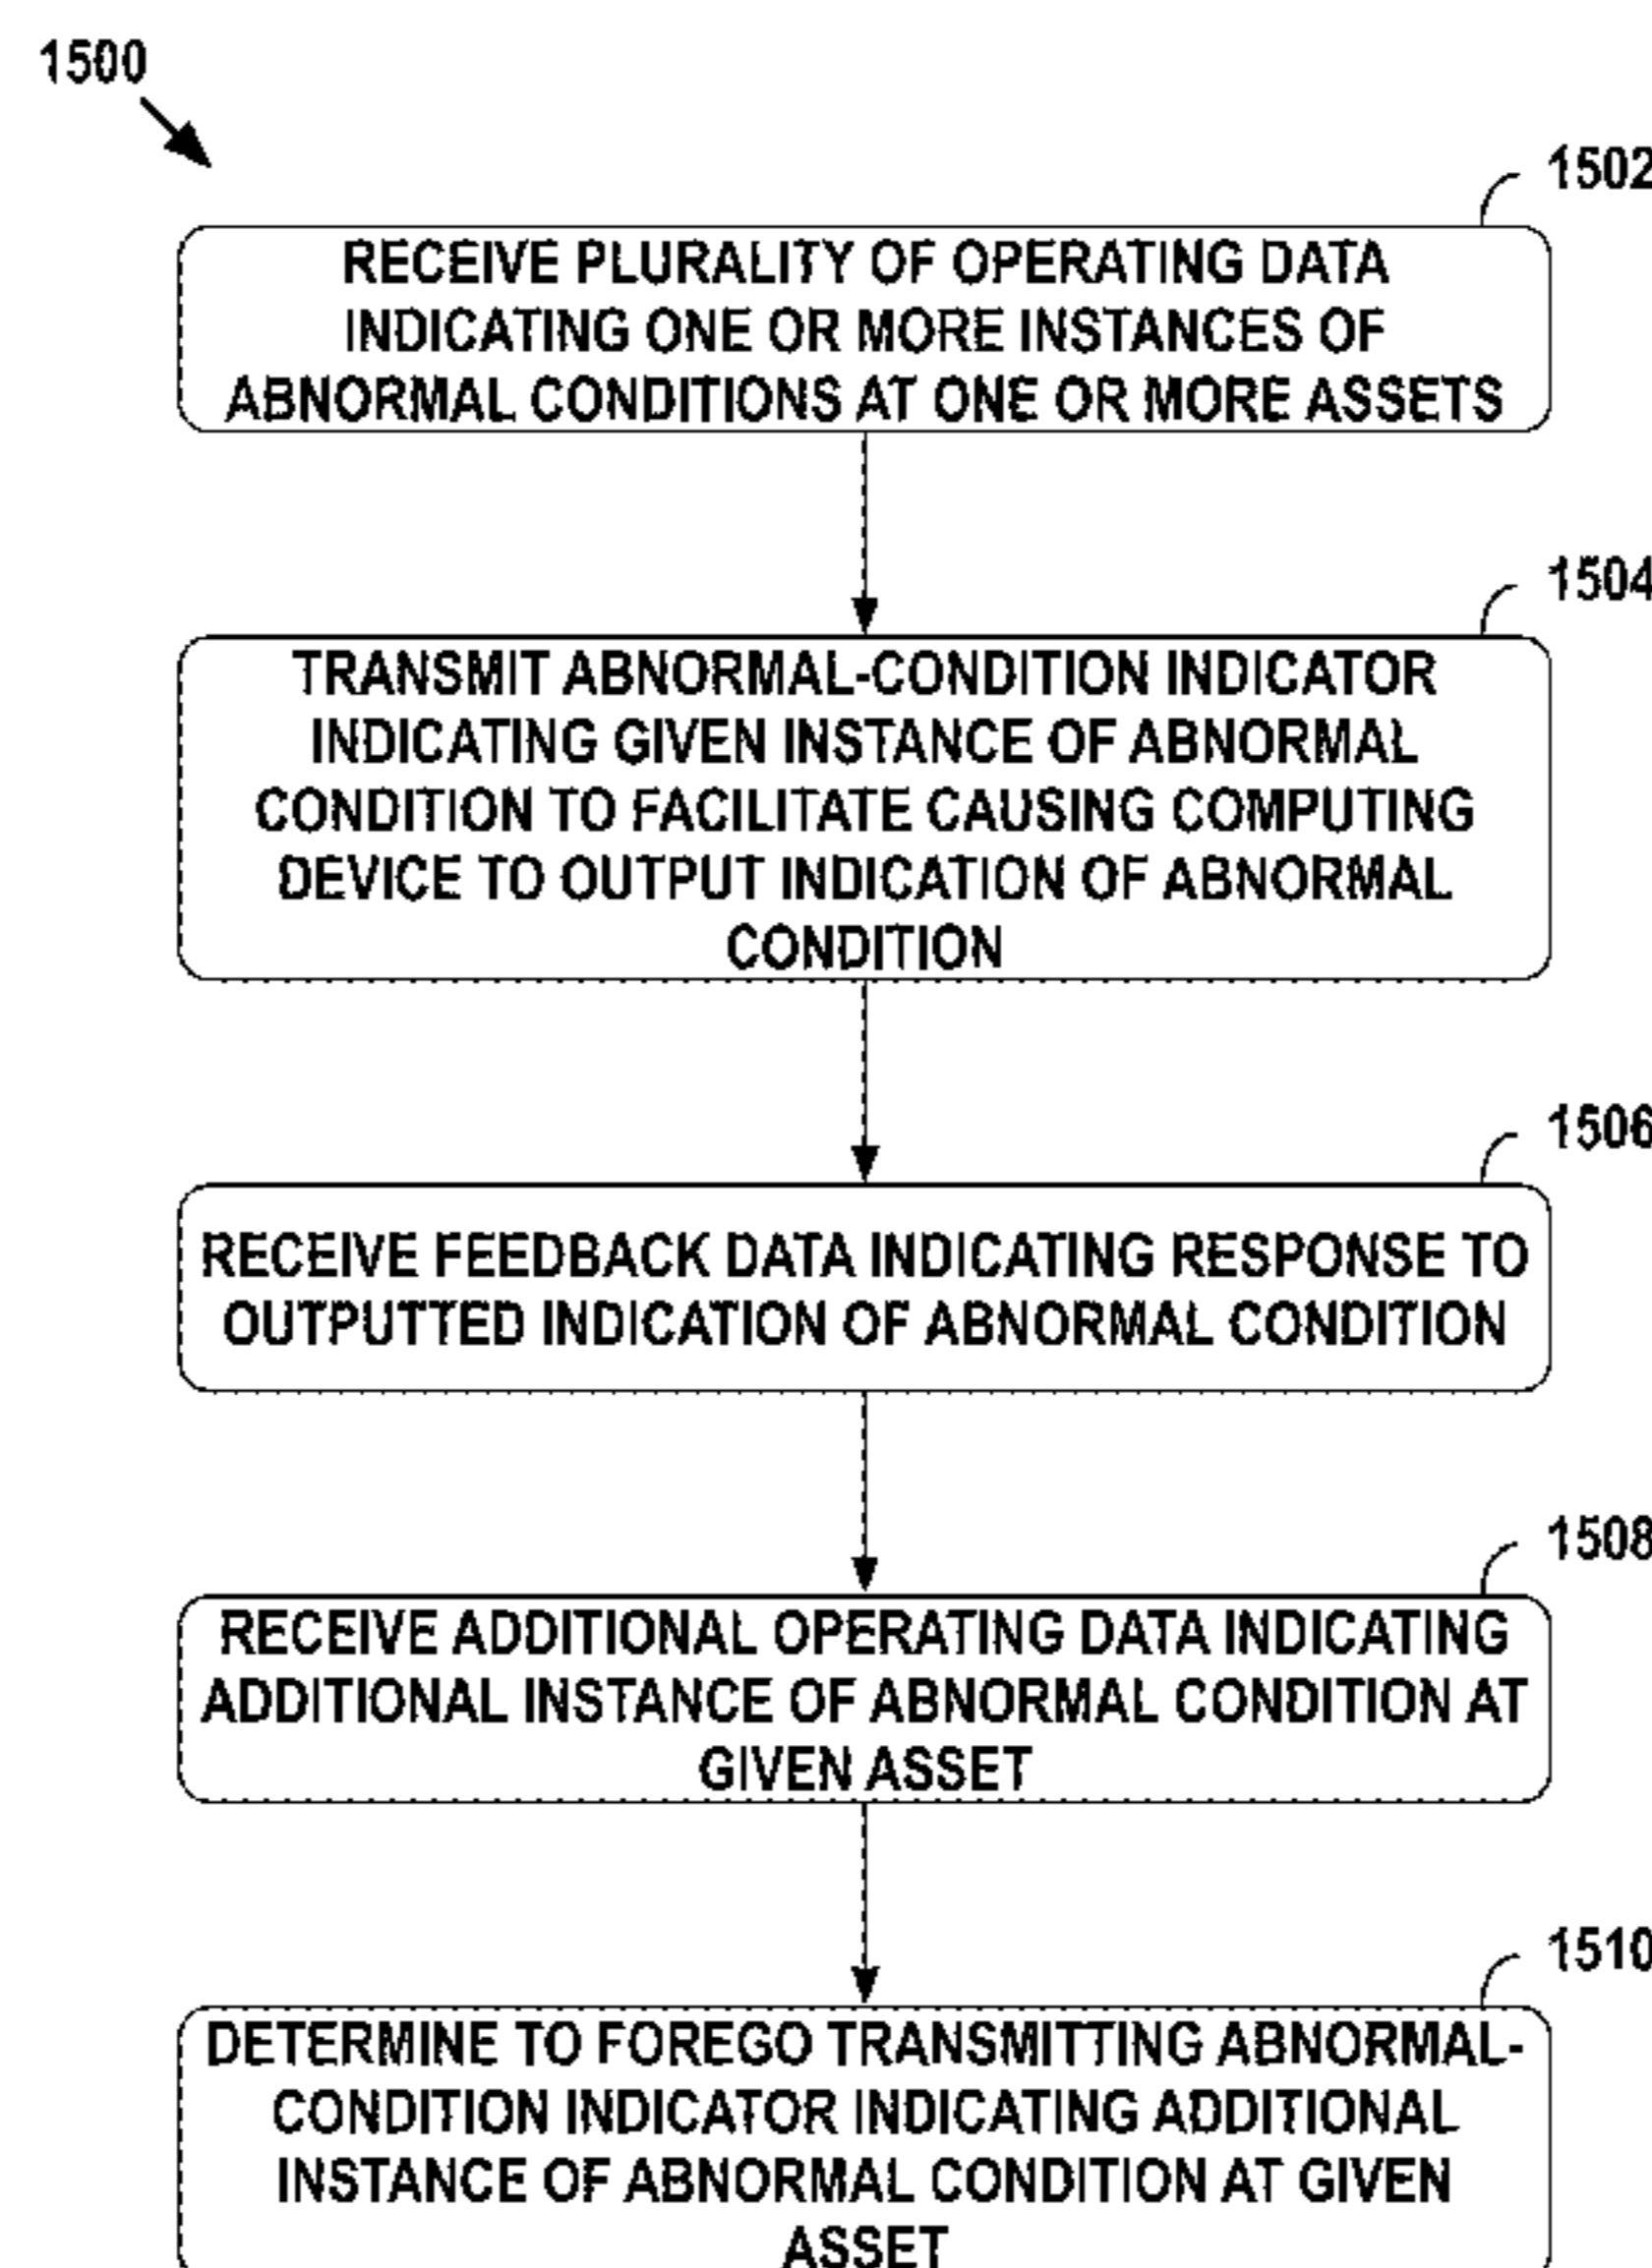 1500
1502
RECEIVE PLURALITY OF OPERATING DATA
INDICATING ONE OR MORE INSTANCES OF
ABNORMAL CONDITIONS AT ONE OR MORE ASSETS
1504
TRANSMIT ABNORMAL-CONDITION INDICATOR
INDICATING GIVEN INSTANCE OF ABNORMAL
CONDITION TO FACILITATE CAUSING COMPUTING
DEVICE TO OUTPUT INDICATION OF ABNORMAL
CONDITION
1506
RECEIVE FEEDBACK DATA INDICATING RESPONSE TO
OUTPUTTED INDICATION OF ABNORMAL CONDITION
1508
RECEIVE ADDITIONAL OPERATING DATA INDICATING
ADDITIONAL INSTANCE OF ABNORMAL CONDITION AT
GIVEN ASSET
1510
DETERMINE TO FOREGO TRANSMITTING ABNORMAL-
CONDITION INDICATOR INDICATING ADDITIONAL
INSTANCE OF ABNORMAL CONDITION AT GIVEN
ASSET